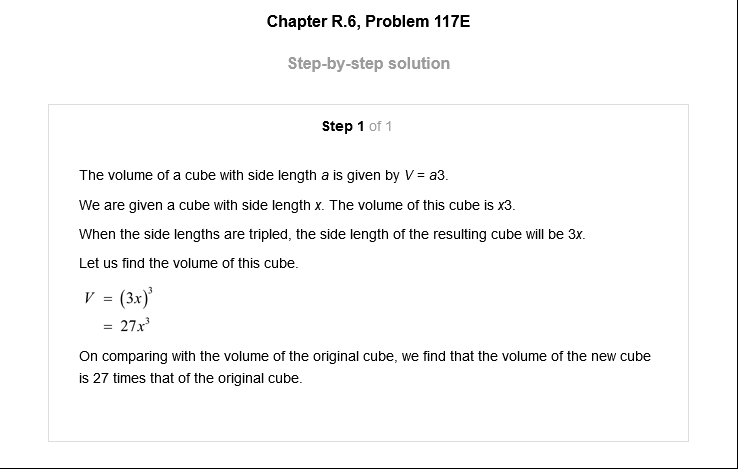 Chapter R.6, Problem 117E
Step-by-step solution
Step 1 of 1
The volume of a cube with side length a is given by V = a3.
We are given a cube with side length x. The volume of this cube is x3.
When the side lengths are tripled, the side length of the resulting cube will be 3x.
Let us find the volume of this cube.
V = (3x)³
= 27x³
On comparing with the volume of the original cube, we find that the volume of the new cube
is 27 times that of the original cube.